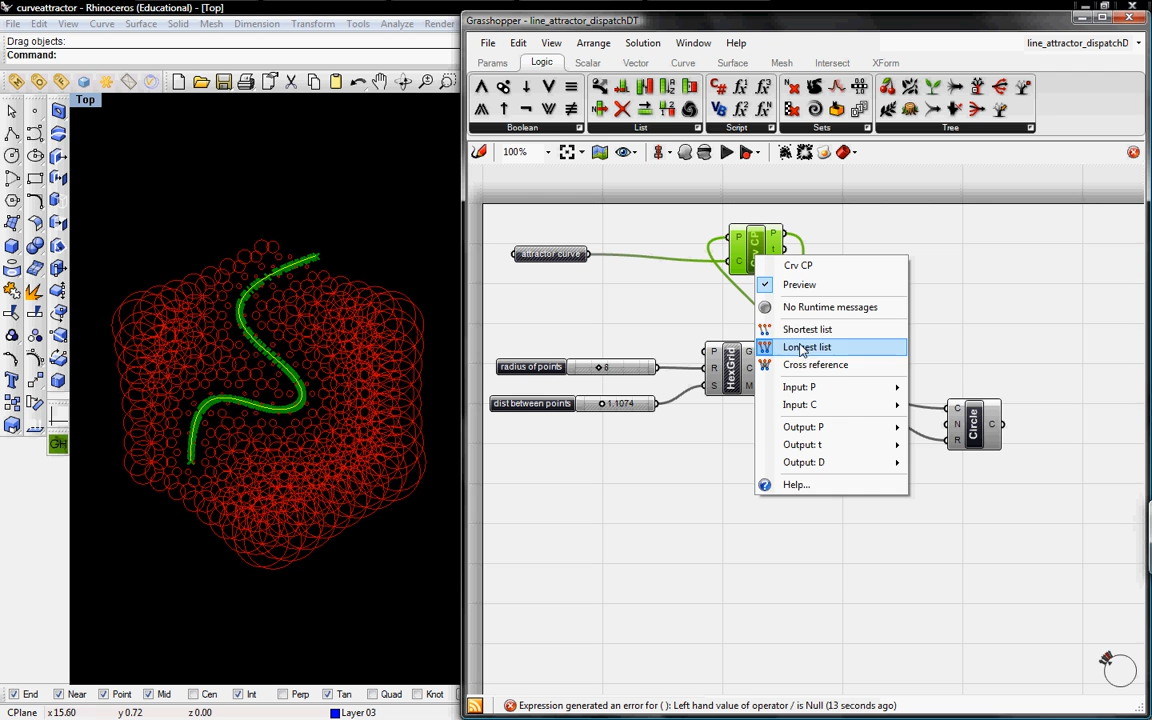 curveattractor - Rhinoceros (Educational) - [Top]
File Edit View Curve Surface Solid Mesh Dimension Transform Tools Analyze Render
Drag objects:
Command:
Top
Grasshopper - line_attractor_dispatchDT
File Edit View Arrange Solution Window Help
line_attractor_dispatchD
Params Logic Scalar Vector Curve Surface Mesh Intersect XForm
Boolean List Script Sets Tree
100%
attractor curve
P
C
Crv CP
P
t
Crv CP
Preview
No Runtime messages
Shortest list
Longest list
Cross reference
Input: P
Input: C
Output: P
Output: t
Output: D
Help...
radius of points 8
dist between points 1.1074
P
R
S
HexGrid
G
C
M
C
N
R
Circle
C
GH
End Near Point Mid Cen Int Perp Tan Quad Knot
CPlane x 15.60 y 0.72 z 0.00 Layer 03
Expression generated an error for ( ): Left hand value of operator / is Null (13 seconds ago)